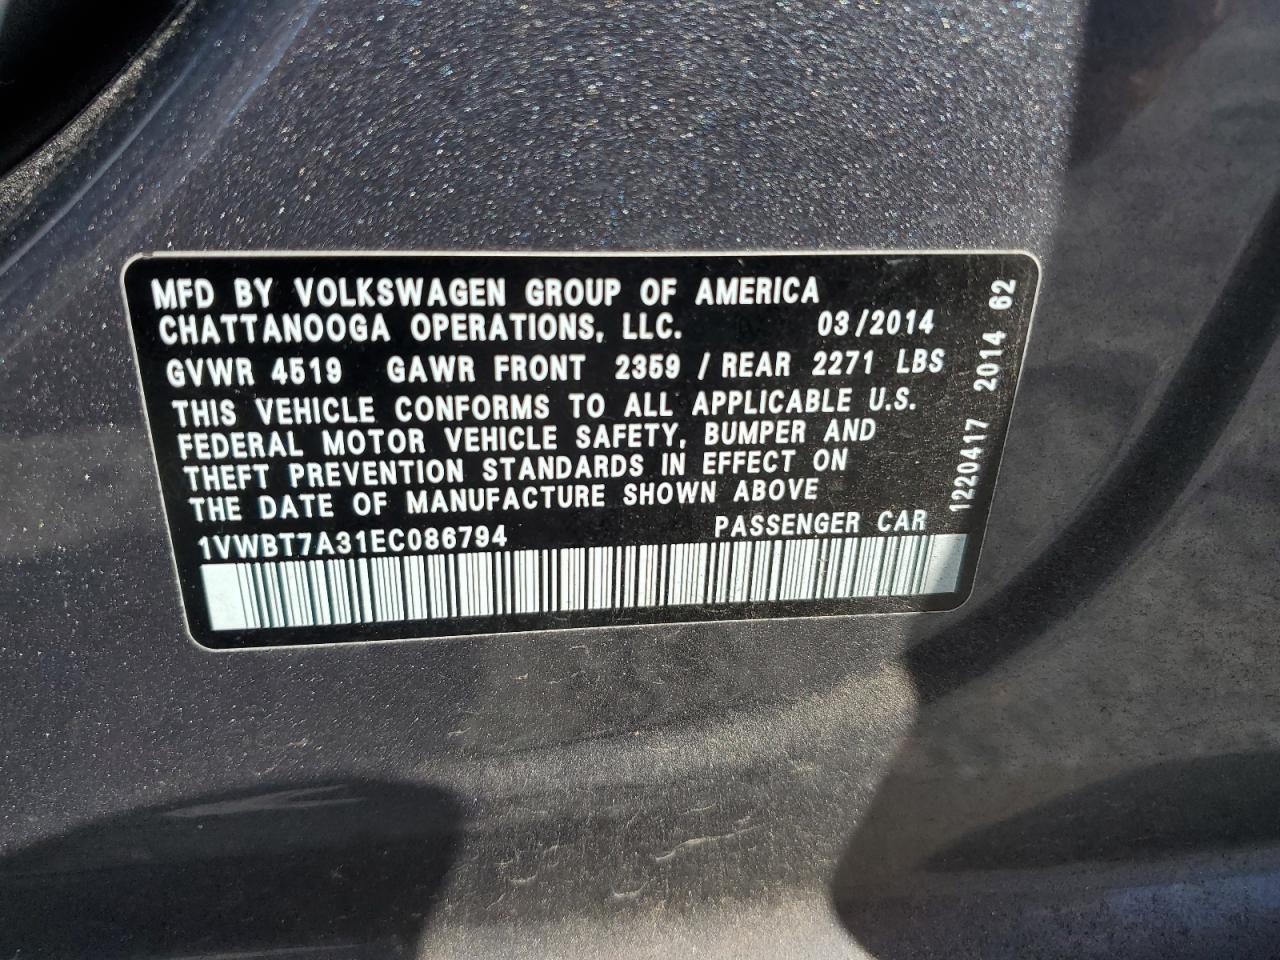 MFD BY VOLKSWAGEN GROUP OF AMERICA
CHATTANOOGA OPERATIONS, LLC. 03/2014
GVWR 4519 GAWR FRONT 2359 / REAR 2271 LBS
THIS VEHICLE CONFORMS TO ALL APPLICABLE U.S.
FEDERAL MOTOR VEHICLE SAFETY, BUMPER AND
THEFT PREVENTION STANDARDS IN EFFECT ON
THE DATE OF MANUFACTURE SHOWN ABOVE
1VWBT7A31EC086794 PASSENGER CAR
1220417 2014 62